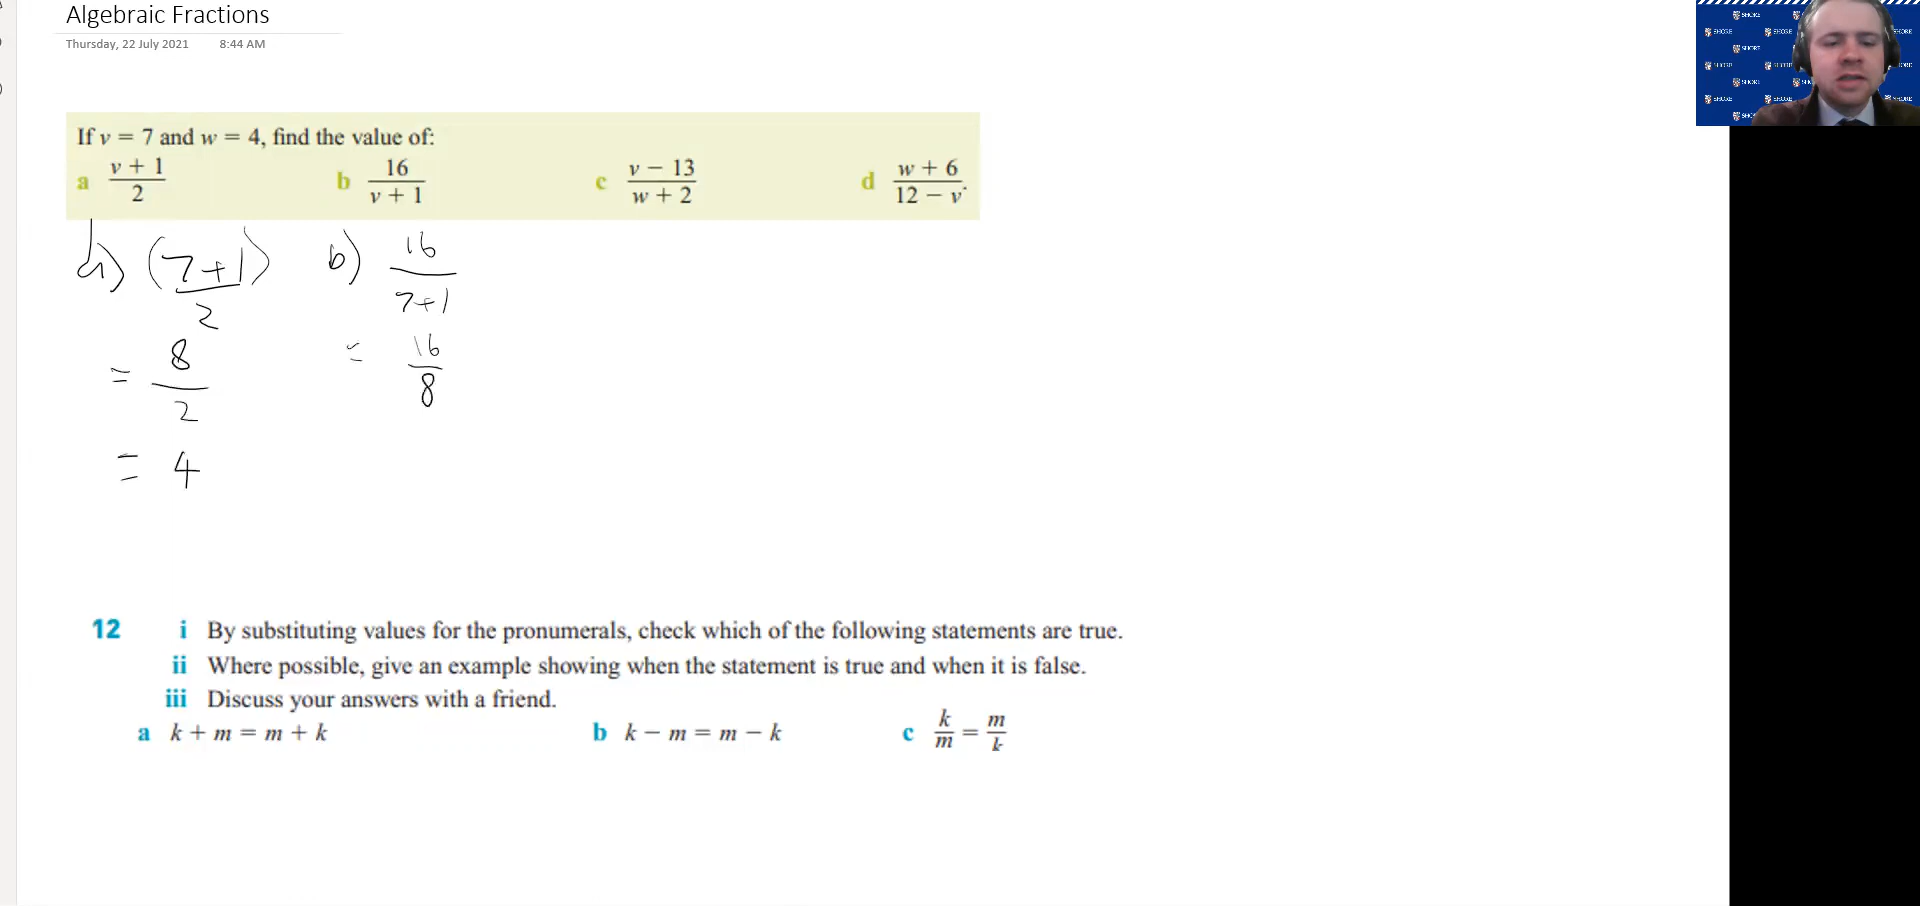 Algebraic Fractions
Thursday, 22 July 2021 8:44 AM
If v = 7 and w = 4, find the value of:
a (v + 1)/2 b 16/(v + 1) c (v − 13)/(w + 2) d (w + 6)/(12 − v).
a) (7+1)/2 b) 16/(7+1)
= 8/2 = 16/8
= 4
12 i By substituting values for the pronumerals, check which of the following statements are true.
ii Where possible, give an example showing when the statement is true and when it is false.
iii Discuss your answers with a friend.
a k + m = m + k b k − m = m − k c k/m = m/k
SHORE